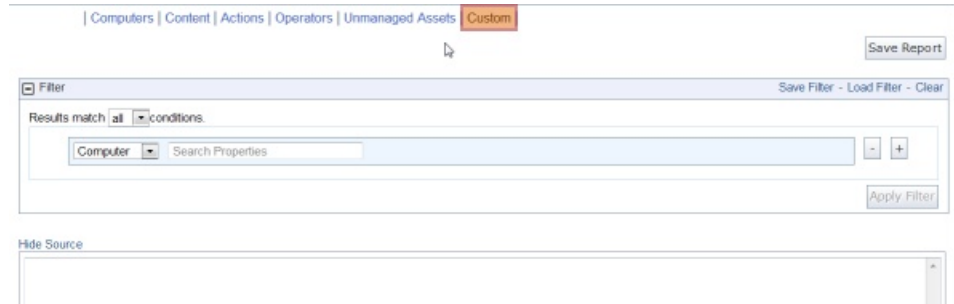 | Computers | Content | Actions | Operators | Unmanaged Assets | Custom |
Save Report
Filter Save Filter - Load Filter - Clear
Results match all conditions.
Computer Search Properties - +
Apply Filter
Hide Source